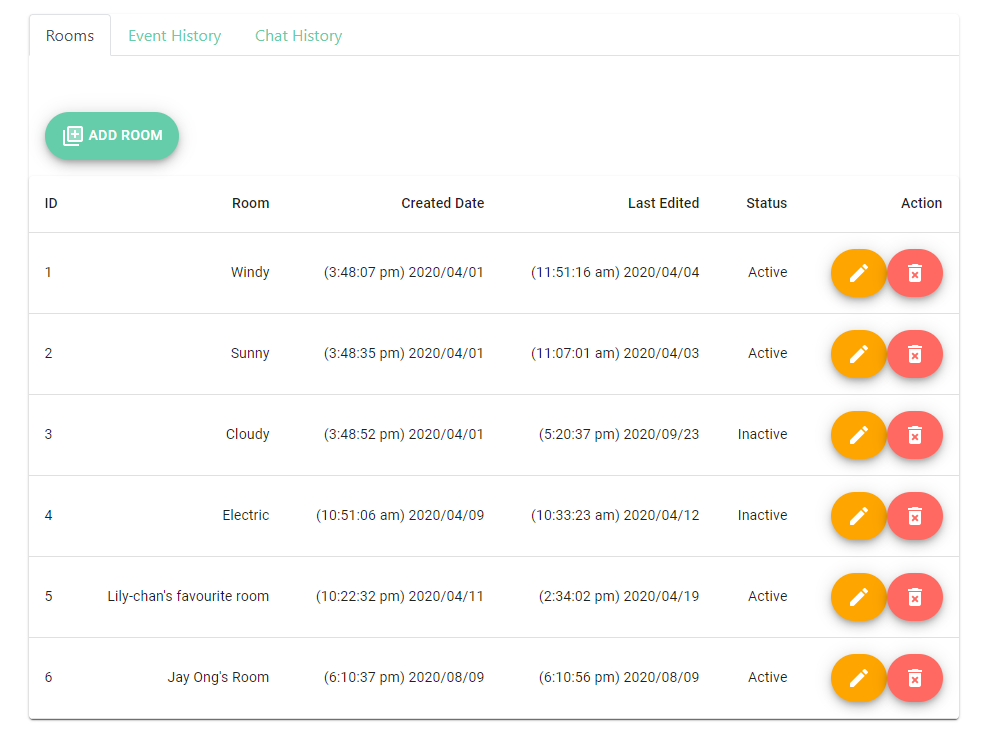 Rooms Event History Chat History
ADD ROOM
ID Room Created Date Last Edited Status Action
1 Windy (3:48:07 pm) 2020/04/01 (11:51:16 am) 2020/04/04 Active
2 Sunny (3:48:35 pm) 2020/04/01 (11:07:01 am) 2020/04/03 Active
3 Cloudy (3:48:52 pm) 2020/04/01 (5:20:37 pm) 2020/09/23 Inactive
4 Electric (10:51:06 am) 2020/04/09 (10:33:23 am) 2020/04/12 Inactive
5 Lily-chan's favourite room (10:22:32 pm) 2020/04/11 (2:34:02 pm) 2020/04/19 Active
6 Jay Ong's Room (6:10:37 pm) 2020/08/09 (6:10:56 pm) 2020/08/09 Active